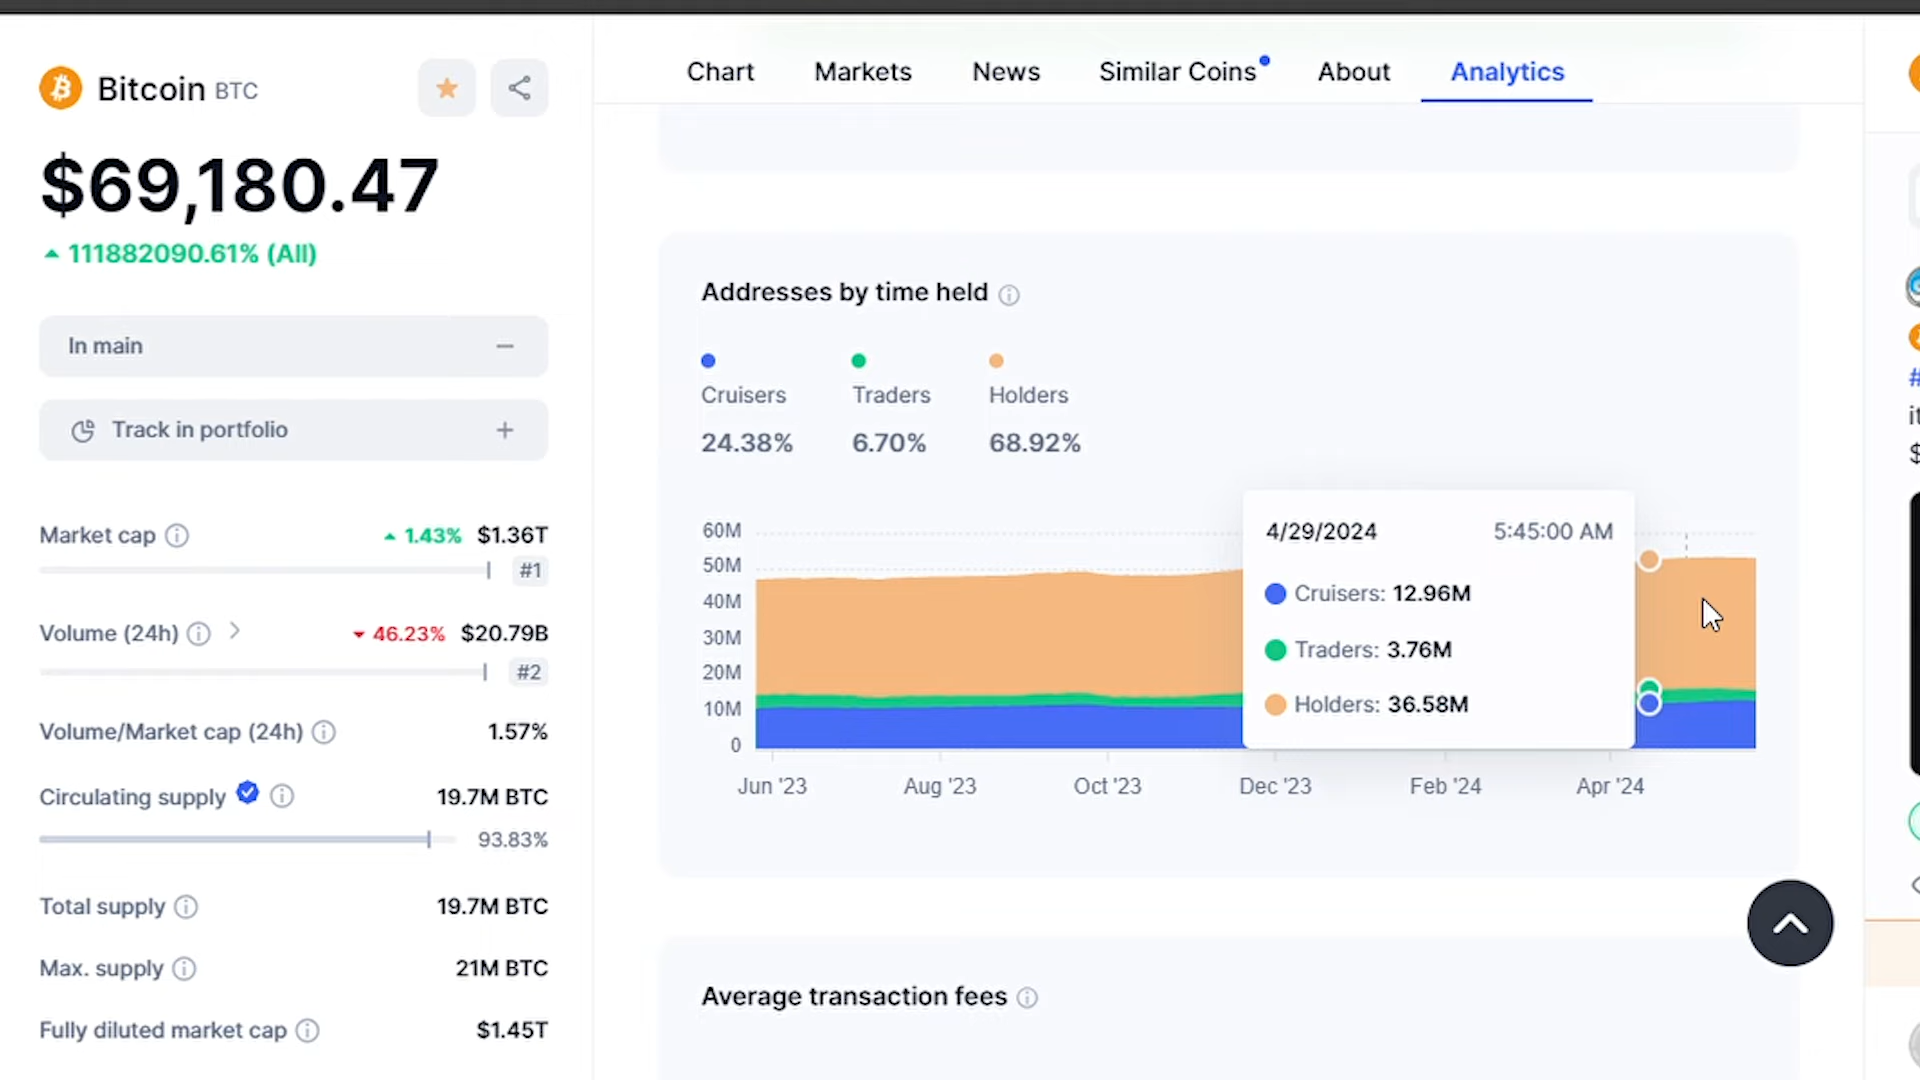 Bitcoin BTC
$69,180.47
111882090.61% (All)
In main
Track in portfolio
Market cap 1.43% $1.36T
#1
Volume (24h) 46.23% $20.79B
#2
Volume/Market cap (24h) 1.57%
Circulating supply 19.7M BTC
93.83%
Total supply 19.7M BTC
Max. supply 21M BTC
Fully diluted market cap $1.45T
Chart Markets News Similar Coins About Analytics
Addresses by time held
Cruisers Traders Holders
24.38% 6.70% 68.92%
60M
50M
40M
30M
20M
10M
0
4/29/2024 5:45:00 AM
Cruisers: 12.96M
Traders: 3.76M
Holders: 36.58M
Jun '23 Aug '23 Oct '23 Dec '23 Feb '24 Apr '24
Average transaction fees
#
it
$